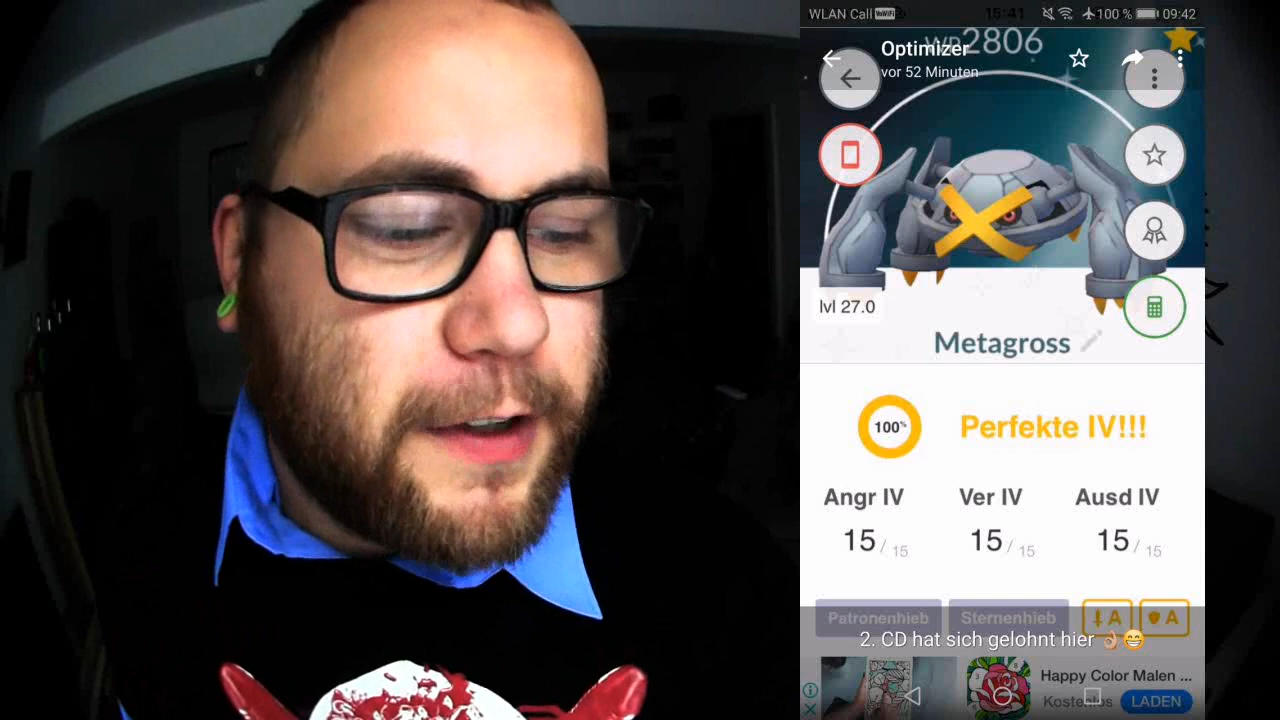 WLAN Call VoWiFi 15:41 100 % 09:42
WP2806
Optimizer
vor 52 Minuten
lvl 27.0
Metagross
100%
Perfekte IV!!!
Angr IV Ver IV Ausd IV
15 / 15 15 / 15 15 / 15
Patronenhieb Sternenhieb A A
2. CD hat sich gelohnt hier 👌😁
Happy Color Malen ...
Kostenlos LADEN